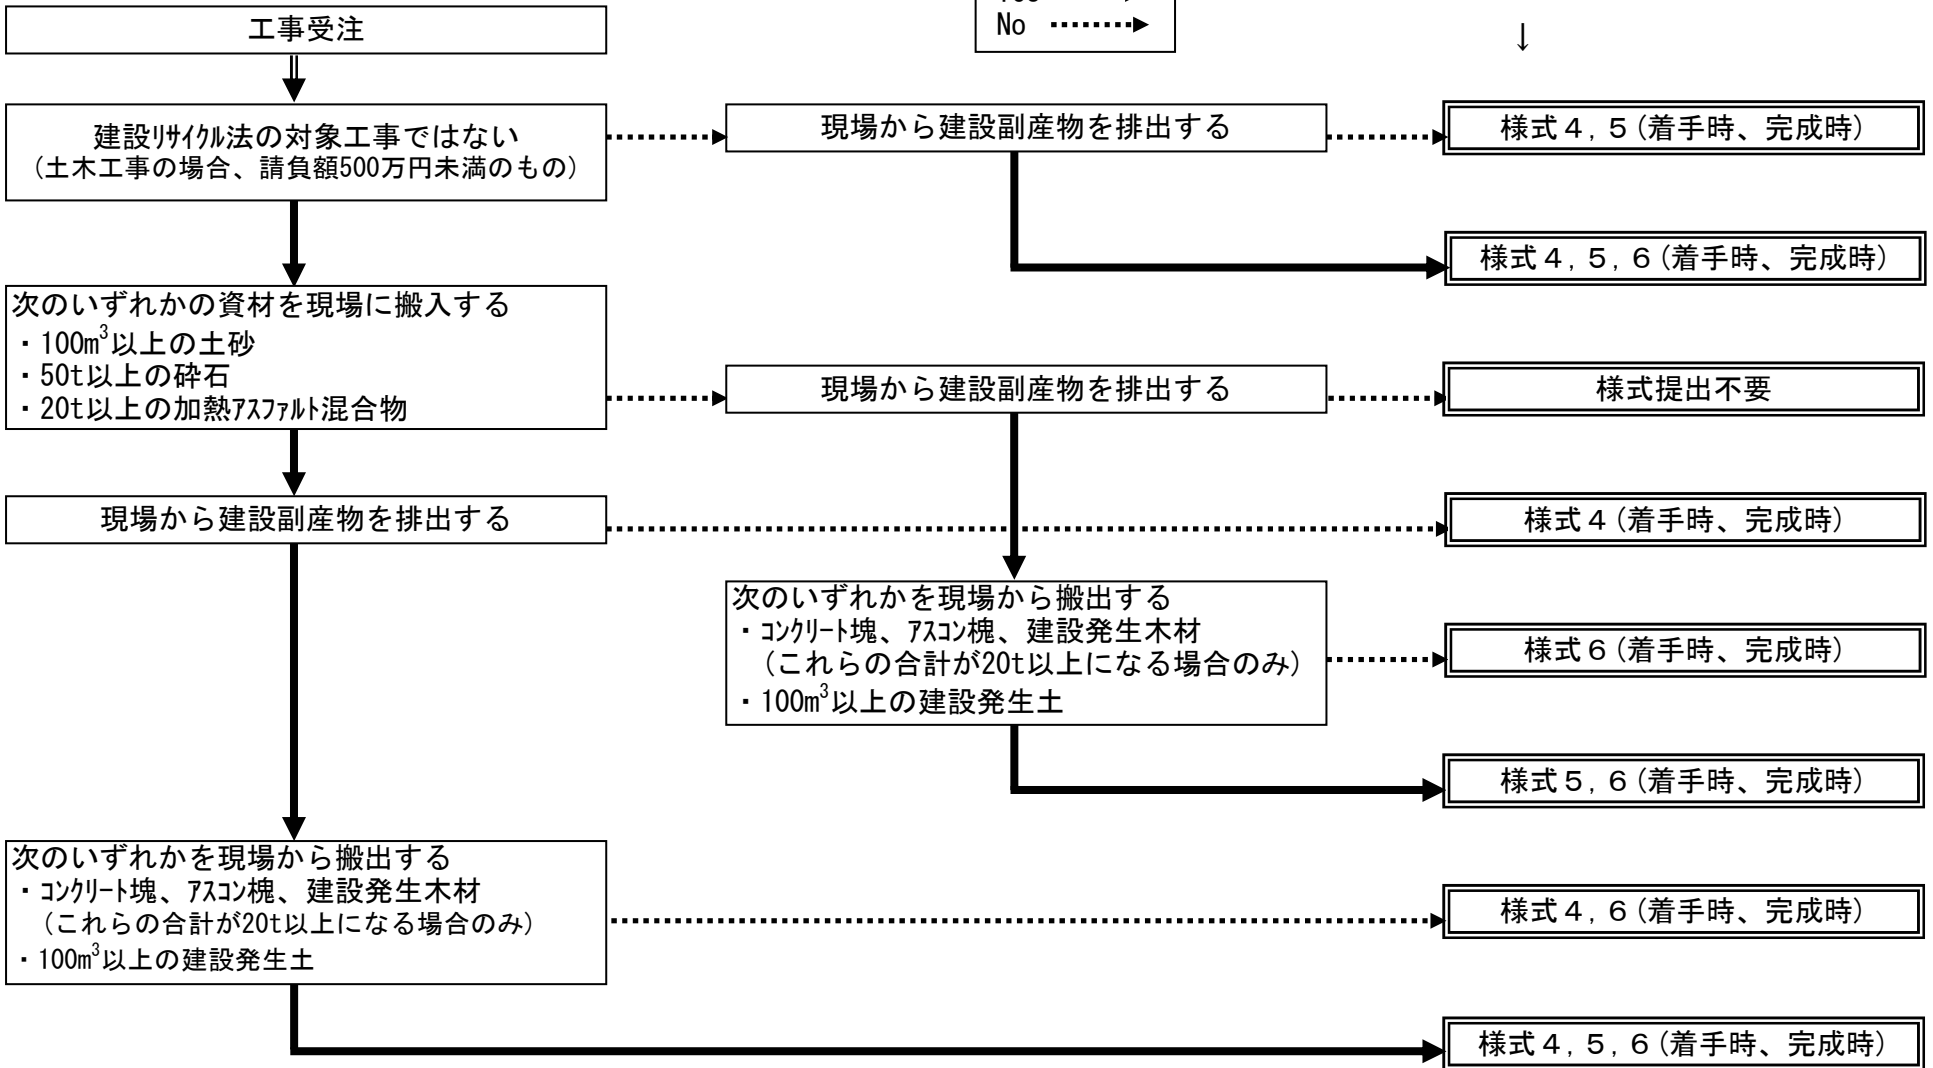 工事受注
No
↓
建設ﾘｻｲｸﾙ法の対象工事ではない
(土木工事の場合、請負額500万円未満のもの)
現場から建設副産物を排出する
様式４, ５(着手時、完成時)
様式４, ５, ６(着手時、完成時)
次のいずれかの資材を現場に搬入する
・100m³以上の土砂
・50t以上の砕石
・20t以上の加熱ｱｽﾌｧﾙﾄ混合物
現場から建設副産物を排出する
様式提出不要
現場から建設副産物を排出する
様式４(着手時、完成時)
次のいずれかを現場から搬出する
・ｺﾝｸﾘｰﾄ塊、ｱｽｺﾝ槐、建設発生木材
(これらの合計が20t以上になる場合のみ)
・100m³以上の建設発生土
様式６(着手時、完成時)
様式５, ６(着手時、完成時)
次のいずれかを現場から搬出する
・ｺﾝｸﾘｰﾄ塊、ｱｽｺﾝ槐、建設発生木材
(これらの合計が20t以上になる場合のみ)
・100m³以上の建設発生土
様式４, ６(着手時、完成時)
様式４, ５, ６(着手時、完成時)